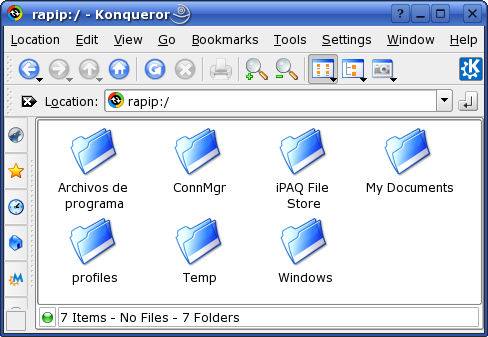 rapip:/ - Konqueror
Location Edit View Go Bookmarks Tools Settings Window Help
Location: rapip:/
Archivos de programa
ConnMgr
iPAQ File Store
My Documents
profiles
Temp
Windows
7 Items - No Files - 7 Folders